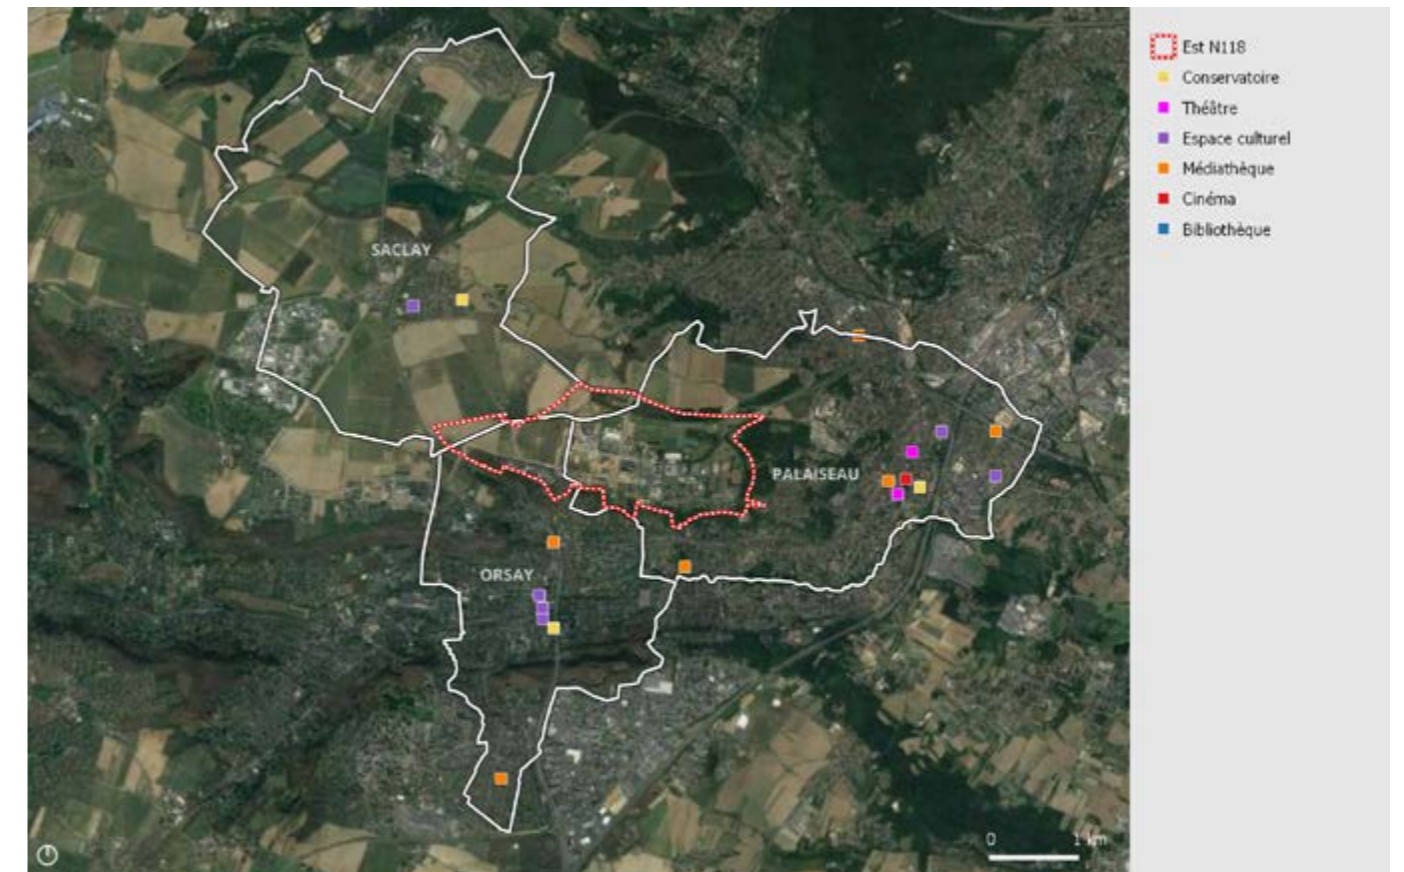 Est N118
Conservatoire
Théâtre
Espace culturel
Médiathèque
Cinéma
Bibliothèque
SACLAY
PALAISEAU
ORSAY
0 1 km